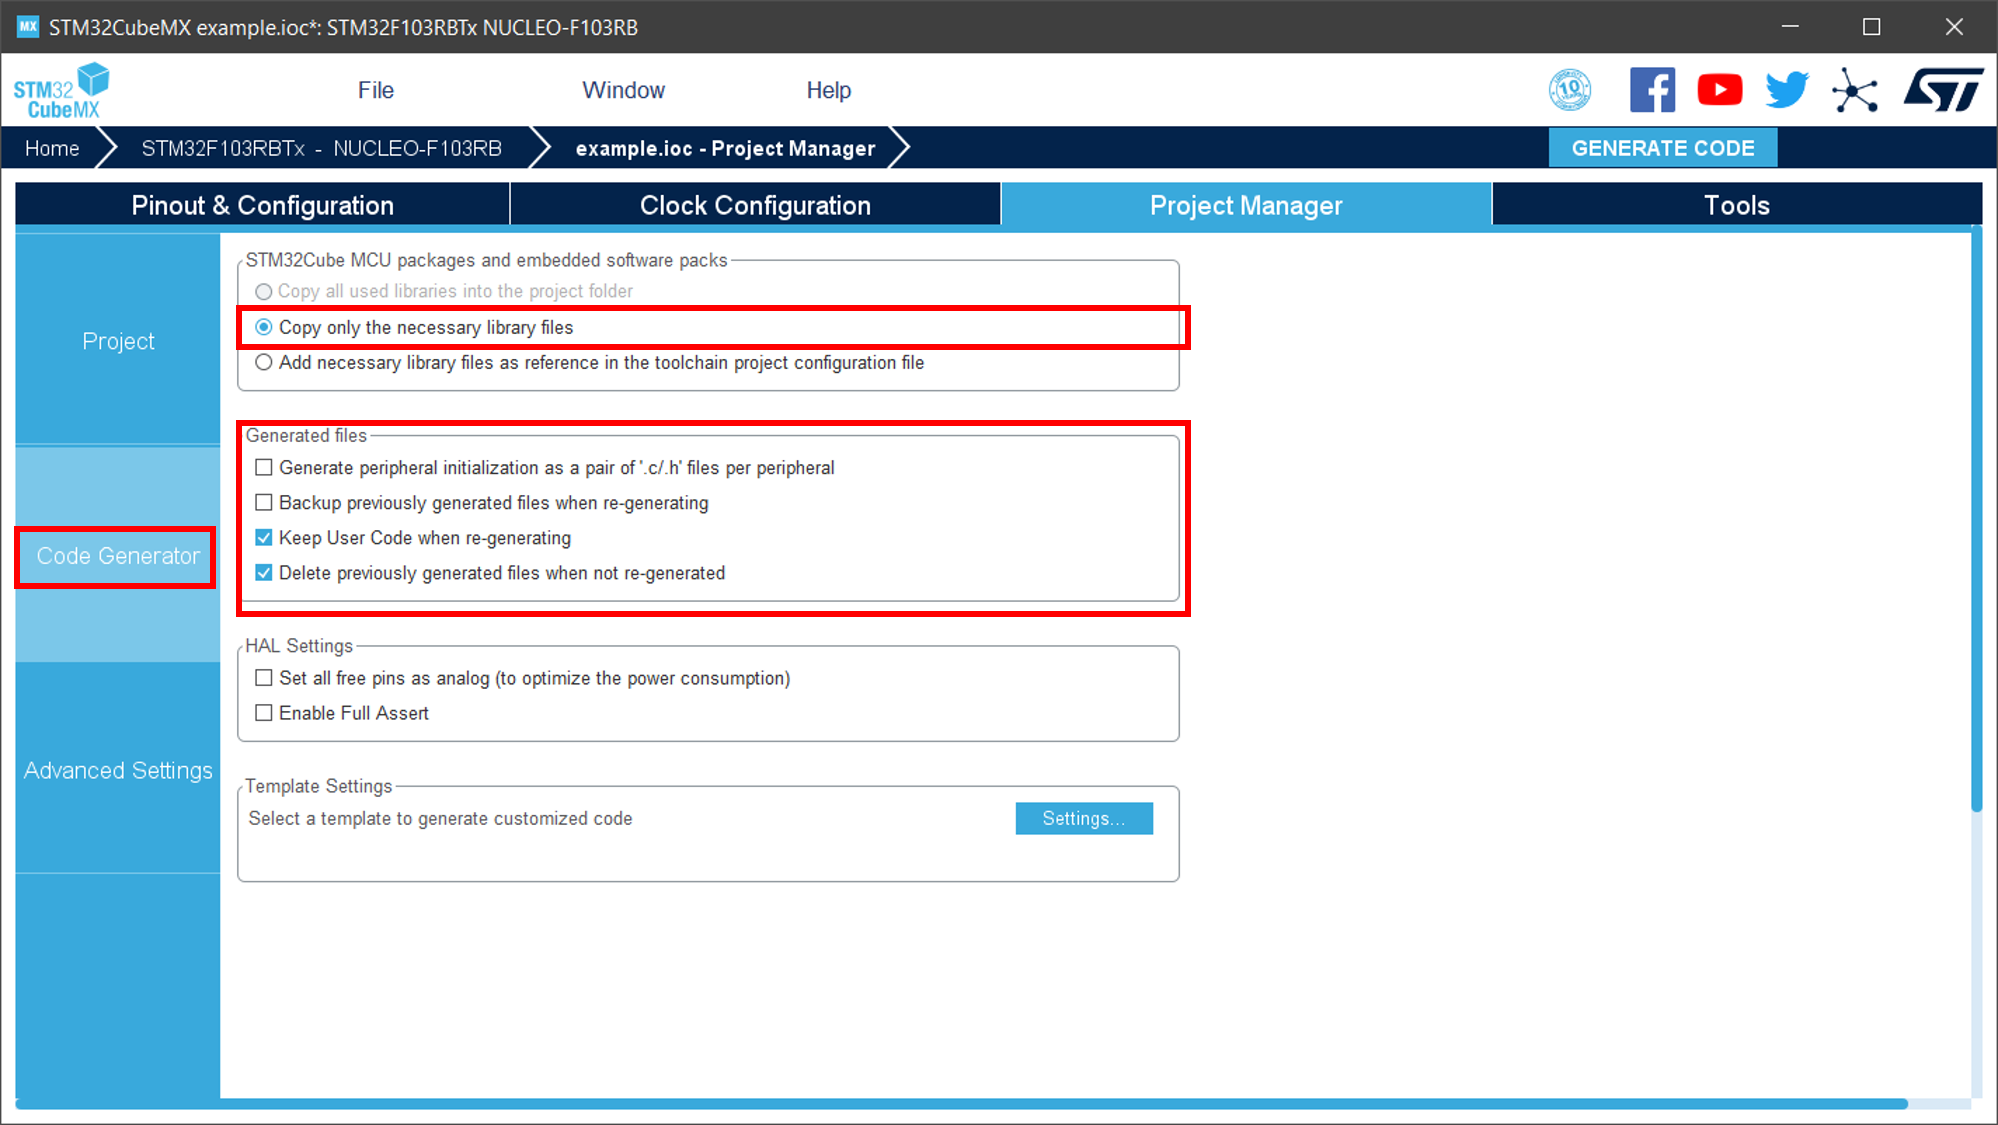 MX STM32CubeMX example.ioc*: STM32F103RBTx NUCLEO-F103RB
STM32
CubeMX
File Window Help
10
ST
Home STM32F103RBTx - NUCLEO-F103RB example.ioc - Project Manager GENERATE CODE
Pinout & Configuration Clock Configuration Project Manager Tools
Project
Code Generator
Advanced Settings
STM32Cube MCU packages and embedded software packs
Copy all used libraries into the project folder
Copy only the necessary library files
Add necessary library files as reference in the toolchain project configuration file
Generated files
Generate peripheral initialization as a pair of '.c/.h' files per peripheral
Backup previously generated files when re-generating
Keep User Code when re-generating
Delete previously generated files when not re-generated
HAL Settings
Set all free pins as analog (to optimize the power consumption)
Enable Full Assert
Template Settings
Select a template to generate customized code Settings...